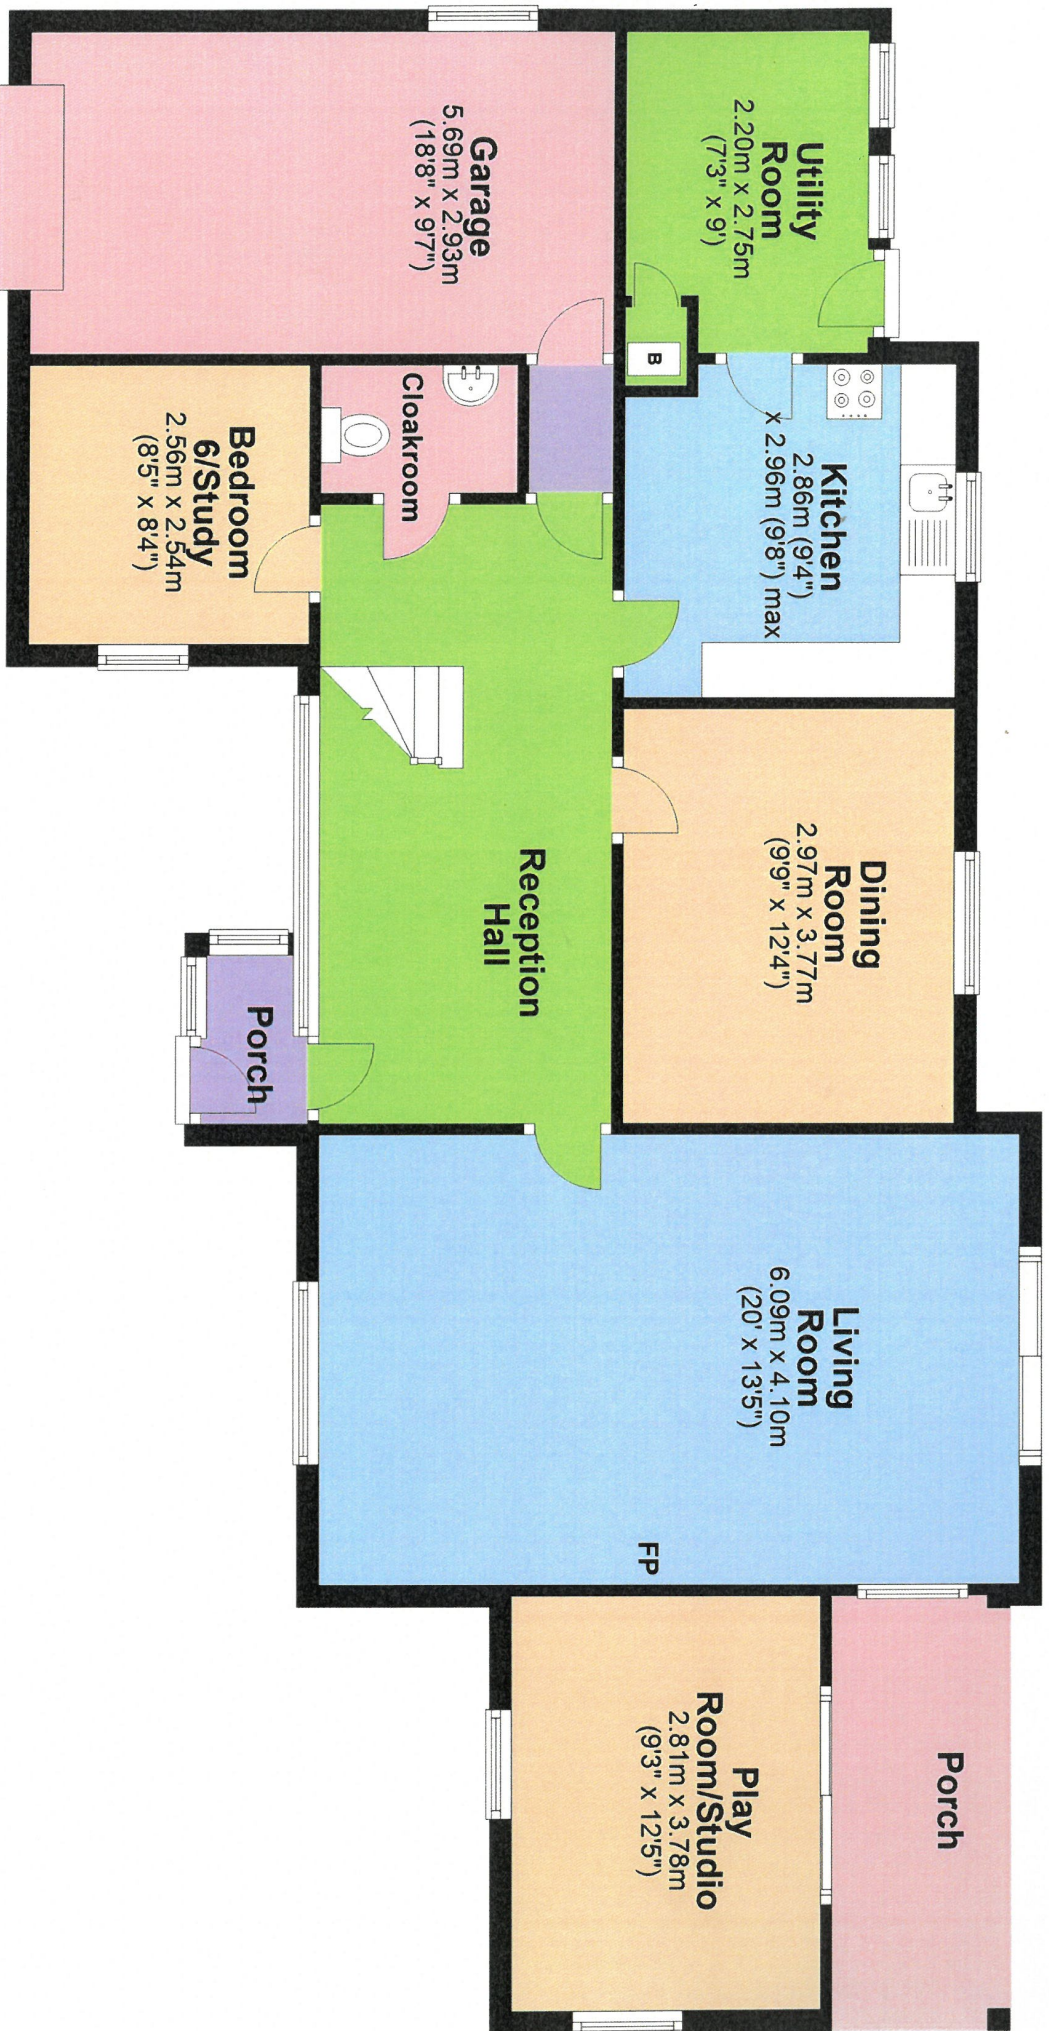 Utility
Room
2.20m x 2.75m
(7'3" x 9')
B
Kitchen
2.86m (9'4")
x 2.96m (9'8") max
Dining
Room
2.97m x 3.77m
(9'9" x 12'4")
Living
Room
6.09m x 4.10m
(20' x 13'5")
FP
Porch
Play
Room/Studio
2.81m x 3.78m
(9'3" x 12'5")
Garage
5.69m x 2.93m
(18'8" x 9'7")
Cloakroom
Reception
Hall
Bedroom
6/Study
2.56m x 2.54m
(8'5" x 8'4")
Porch